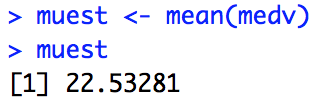 > muest <- mean(medv)
> muest
[1] 22.53281